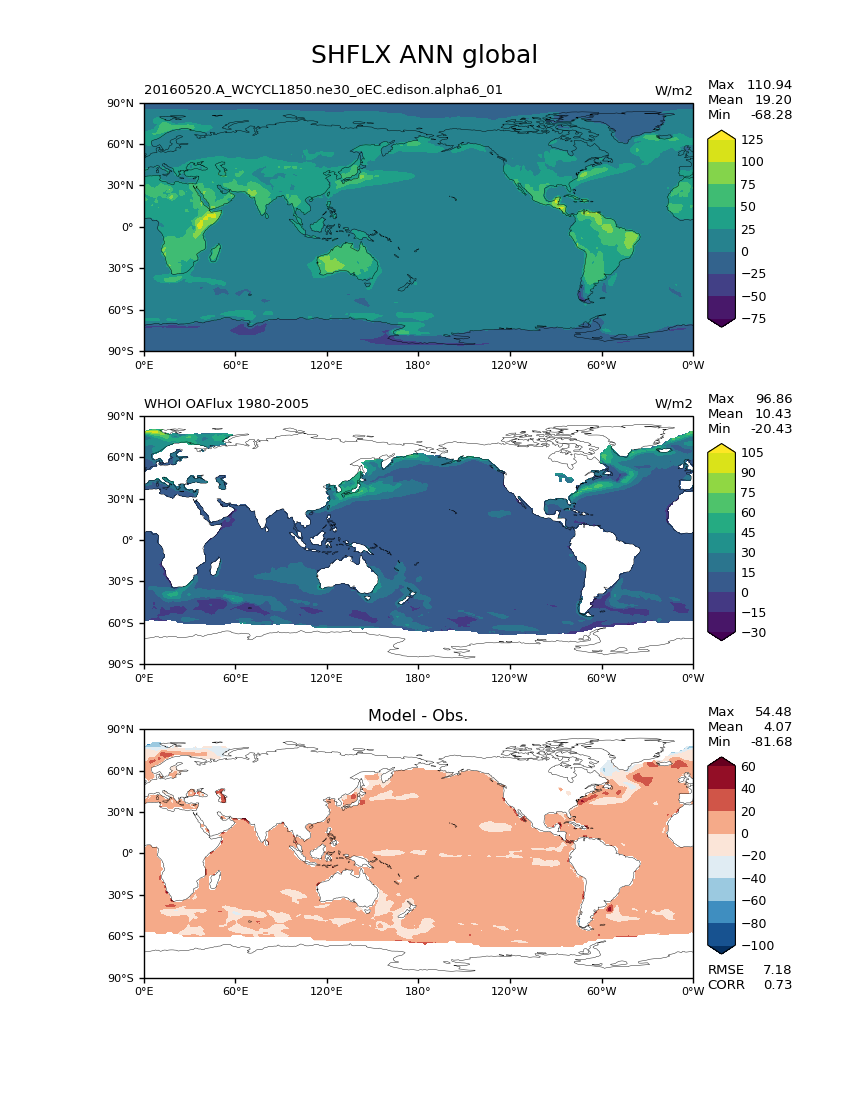 SHFLX ANN global
20160520.A_WCYCL1850.ne30_oEC.edison.alpha6_01 W/m2
Max 110.94
Mean 19.20
Min -68.28
90°N
60°N
30°N
0°
30°S
60°S
90°S
0°E 60°E 120°E 180° 120°W 60°W 0°W
125
100
75
50
25
0
−25
−50
−75
WHOI OAFlux 1980-2005 W/m2
Max 96.86
Mean 10.43
Min -20.43
90°N
60°N
30°N
0°
30°S
60°S
90°S
0°E 60°E 120°E 180° 120°W 60°W 0°W
105
90
75
60
45
30
15
0
−15
−30
Model - Obs.
Max 54.48
Mean 4.07
Min -81.68
90°N
60°N
30°N
0°
30°S
60°S
90°S
0°E 60°E 120°E 180° 120°W 60°W 0°W
60
40
20
0
−20
−40
−60
−80
−100
RMSE 7.18
CORR 0.73